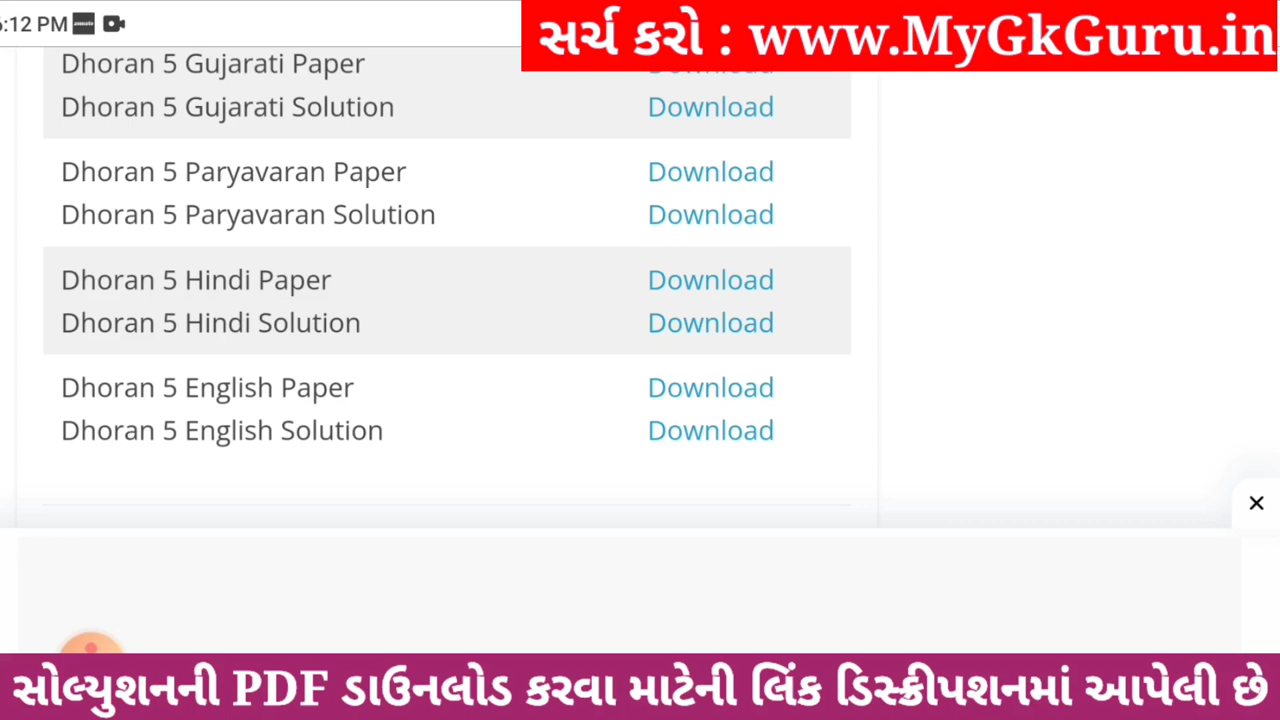 6:12 PM
સર્ચ કરો : www.MyGkGuru.in
Dhoran 5 Gujarati Paper Download
Dhoran 5 Gujarati Solution Download
Dhoran 5 Paryavaran Paper Download
Dhoran 5 Paryavaran Solution Download
Dhoran 5 Hindi Paper Download
Dhoran 5 Hindi Solution Download
Dhoran 5 English Paper Download
Dhoran 5 English Solution Download
સોલ્યુશનની PDF ડાઉનલોડ કરવા માટેની લિંક ડિસ્ક્રીપશનમાં આપેલી છે